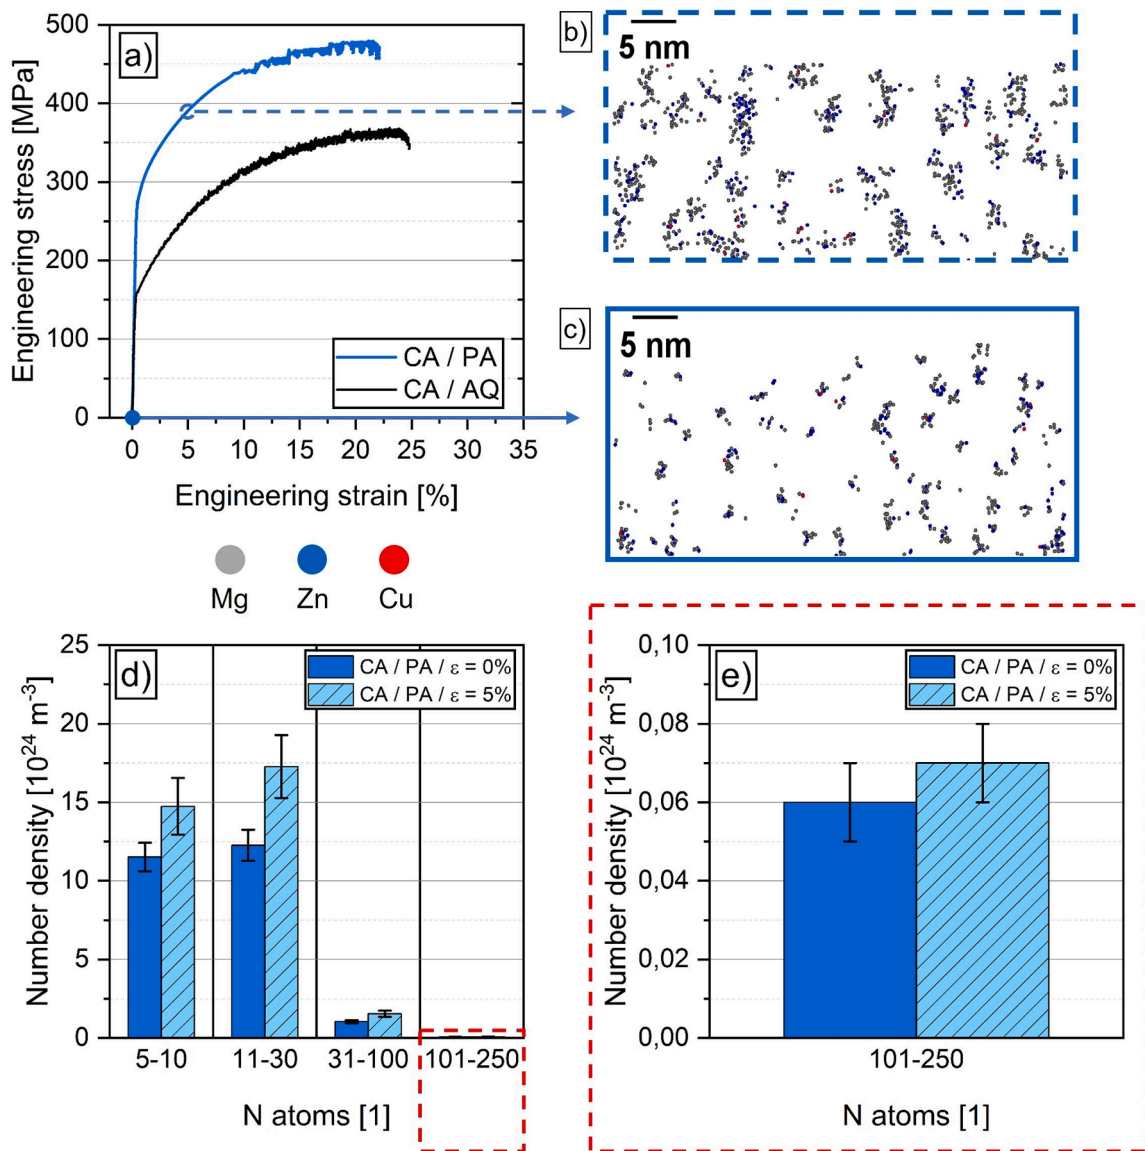 a)
Engineering stress [MPa]
500
400
300
200
100
0
0 5 10 15 20 25 30 35
Engineering strain [%]
CA / PA
CA / AQ
b)
5 nm
c)
5 nm
Mg Zn Cu
d)
Number density [10²⁴ m⁻³]
25
20
15
10
5
0
CA / PA / ε = 0%
CA / PA / ε = 5%
5-10 11-30 31-100 101-250
N atoms [1]
e)
Number density [10²⁴ m⁻³]
0,10
0,08
0,06
0,04
0,02
0,00
CA / PA / ε = 0%
CA / PA / ε = 5%
101-250
N atoms [1]